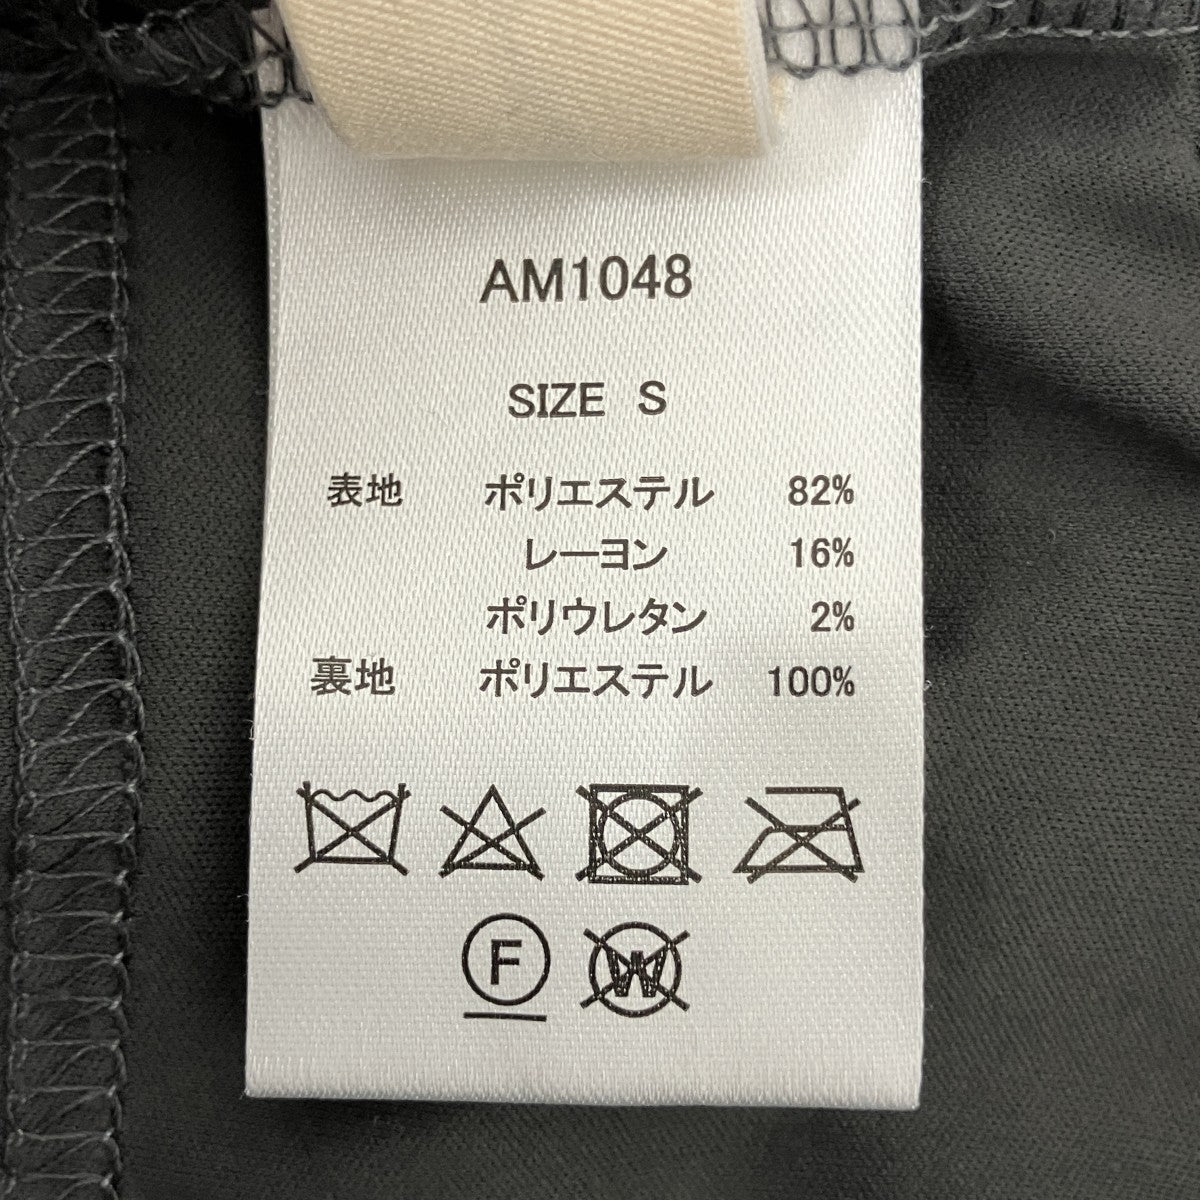 AM1048
SIZE S
表地 ポリエステル 82%
レーヨン 16%
ポリウレタン 2%
裏地 ポリエステル 100%
F W